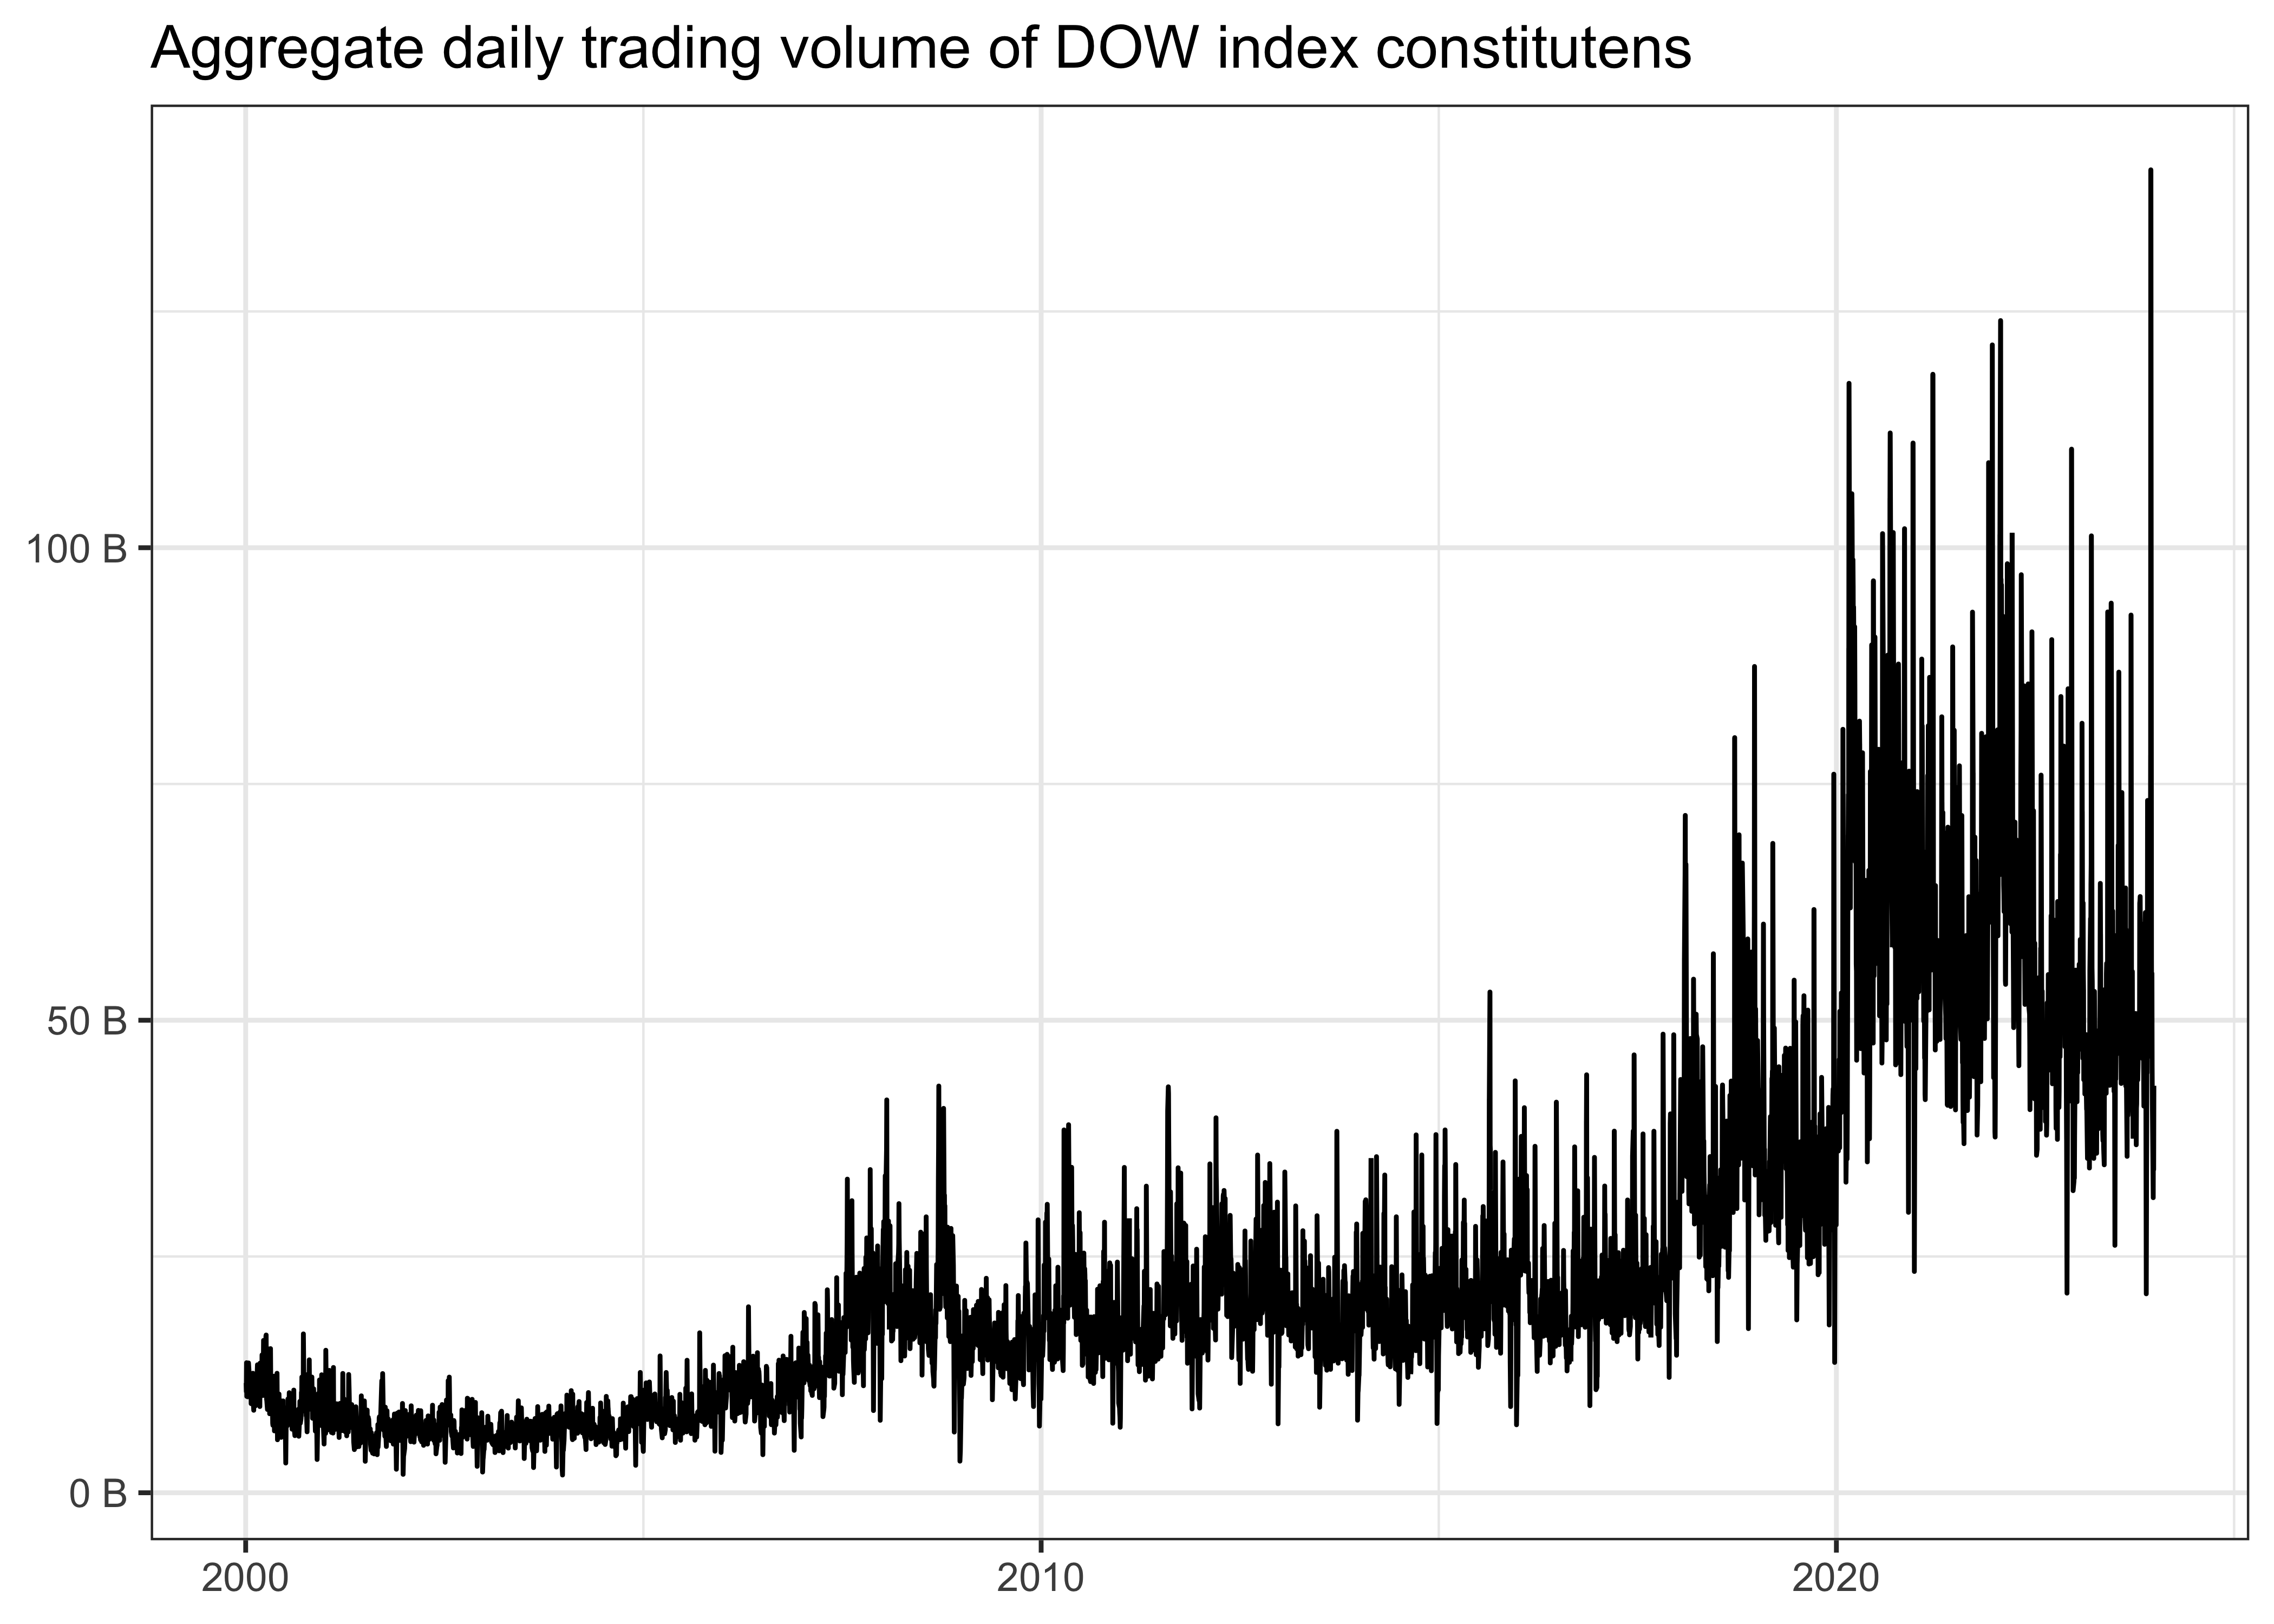 Aggregate daily trading volume of DOW index constitutens
100 B
50 B
0 B
2000
2010
2020